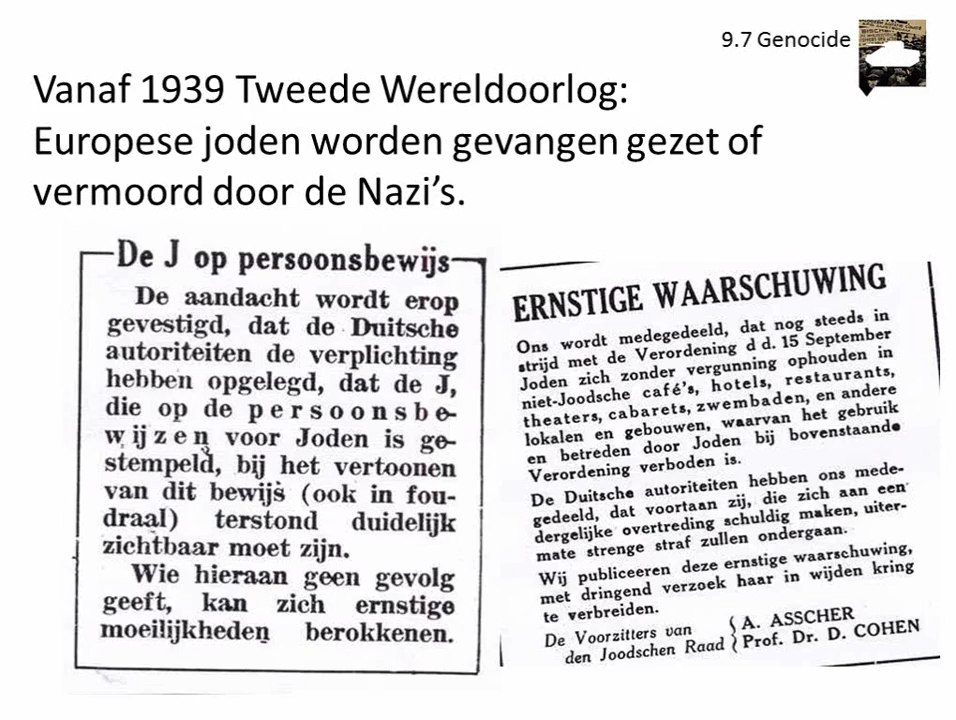 9.7 Genocide
Vanaf 1939 Tweede Wereldoorlog:
Europese joden worden gevangen gezet of
vermoord door de Nazi's.
De J op persoonsbewijs
De aandacht wordt erop
gevestigd, dat de Duitsche
autoriteiten de verplichting
hebben opgelegd, dat de J,
die op de persoonsbe-
wijzen voor Joden is ge-
stempeld, bij het vertoonen
van dit bewijs (ook in fou-
draal) terstond duidelijk
zichtbaar moet zijn.
Wie hieraan geen gevolg
geeft, kan zich ernstige
moeilijkheden berokkenen.
ERNSTIGE WAARSCHUWING
Ons wordt medegedeeld, dat nog steeds in
strijd met de Verordening d d. 15 September
Joden zich zonder vergunning ophouden in
niet-Joodsche café's, hotels, restaurants,
theaters, cabarets, zwembaden, en andere
lokalen en gebouwen, waarvan het gebruik
en betreden door Joden bij bovenstaande
Verordening verboden is.
De Duitsche autoriteiten hebben ons mede-
gedeeld, dat voortaan zij, die zich aan een
dergelijke overtreding schuldig maken, uiter-
mate strenge straf zullen ondergaan.
Wij publiceeren deze ernstige waarschuwing,
met dringend verzoek haar in wijden kring
te verbreiden.
De Voorzitters van
den Joodschen Raad
A. ASSCHER
Prof. Dr. D. COHEN